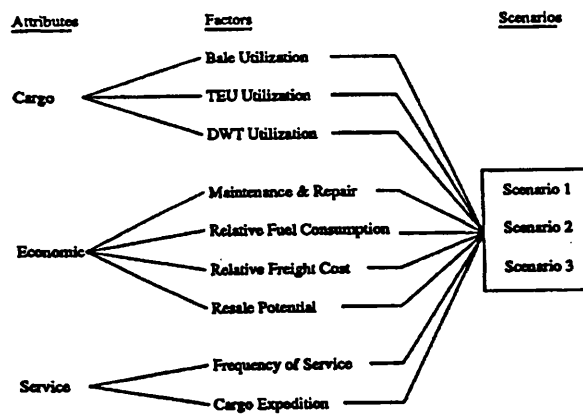 Attributes Factors Scenarios
Bale Utilization
Cargo TEU Utilization
DWT Utilization
Maintenance & Repair Scenario 1
Relative Fuel Consumption Scenario 2
Economic
Relative Freight Cost Scenario 3
Resale Potential
Frequency of Service
Service
Cargo Expedition